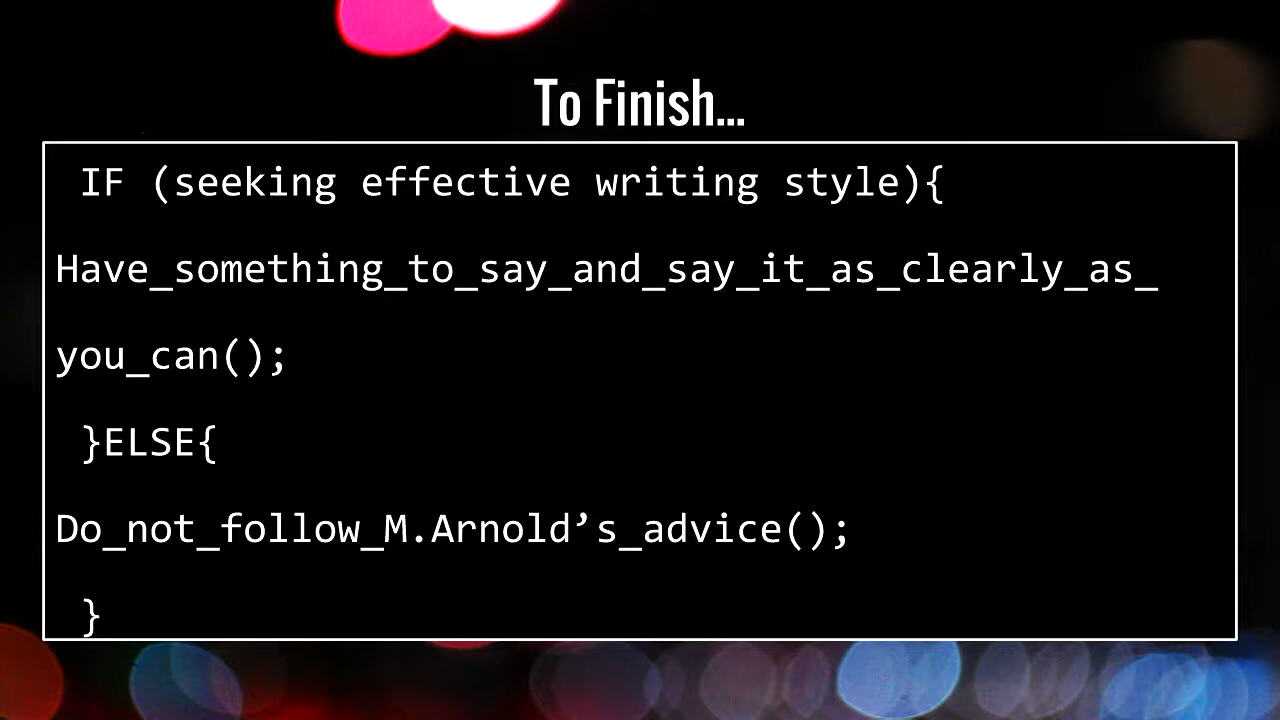 To Finish...
IF (seeking effective writing style){
Have_something_to_say_and_say_it_as_clearly_as_
you_can();
}ELSE{
Do_not_follow_M.Arnold’s_advice();
}